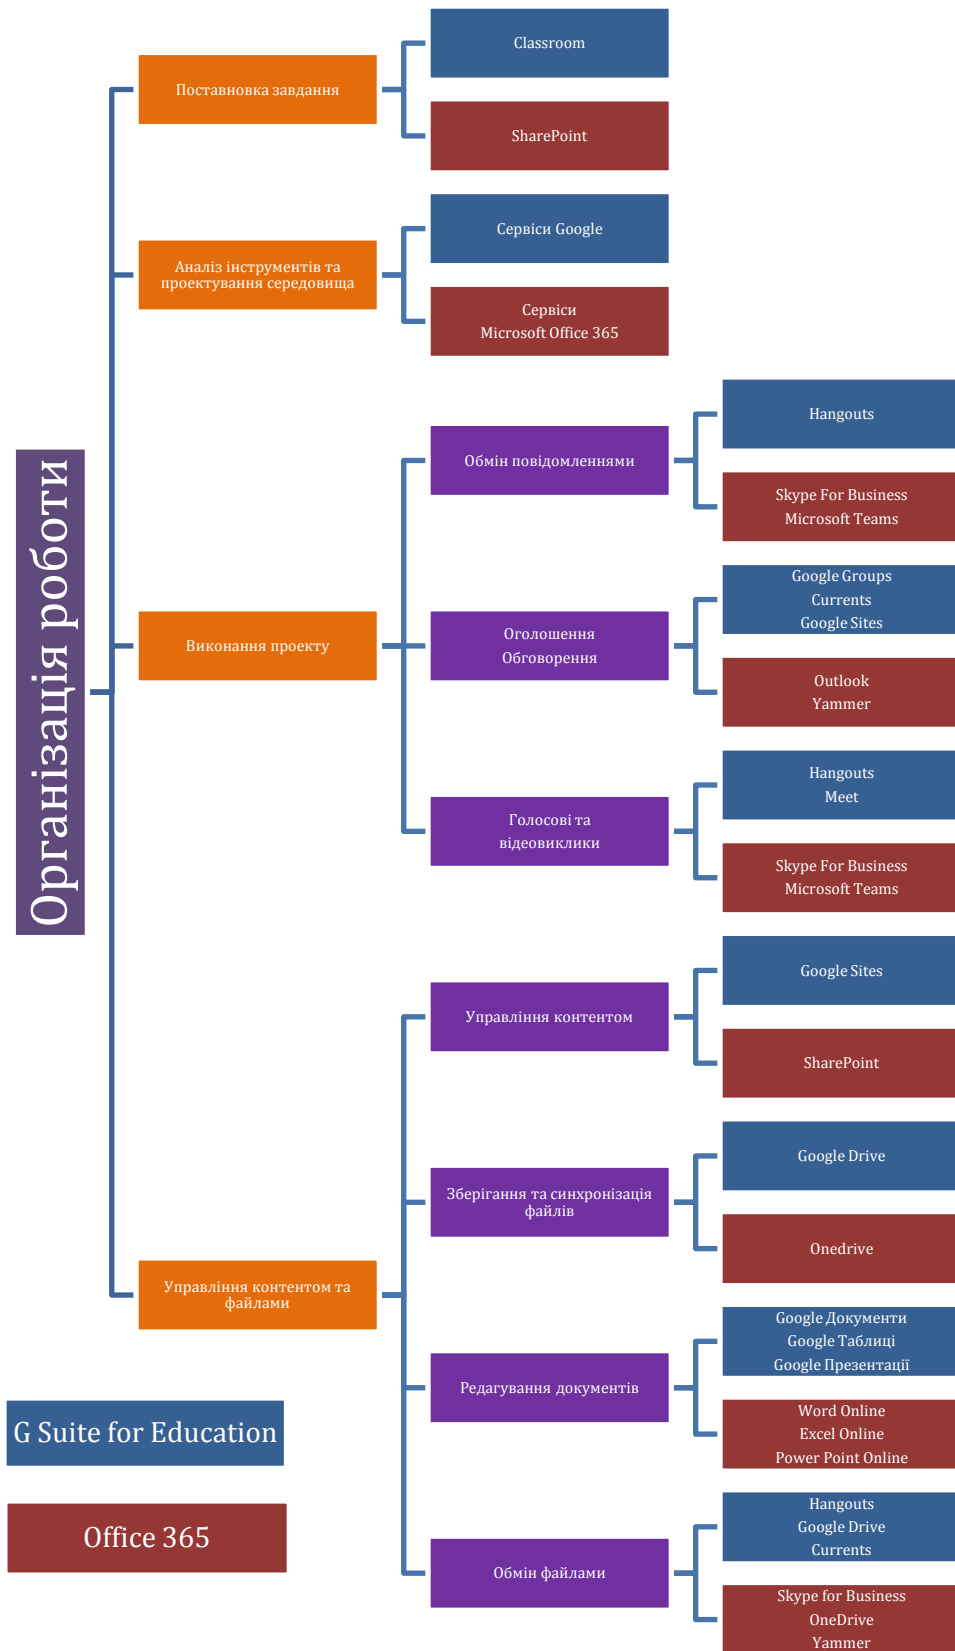 Організація роботи
Поставновка завдання
Classroom
SharePoint
Аналіз інструментів та
проектування середовища
Сервіси Google
Сервіси
Microsoft Office 365
Виконання проекту
Обмін повідомленнями
Hangouts
Skype For Business
Microsoft Teams
Оголошення
Обговорення
Google Groups
Currents
Google Sites
Outlook
Yammer
Голосові та
відеовиклики
Hangouts
Meet
Skype For Business
Microsoft Teams
Управління контентом та
файлами
Управління контентом
Google Sites
SharePoint
Зберігання та синхронізація
файлів
Google Drive
Onedrive
Редагування документів
Google Документи
Google Таблиці
Google Презентації
Word Online
Excel Online
Power Point Online
Обмін файлами
Hangouts
Google Drive
Currents
Skype for Business
OneDrive
Yammer
G Suite for Education
Office 365